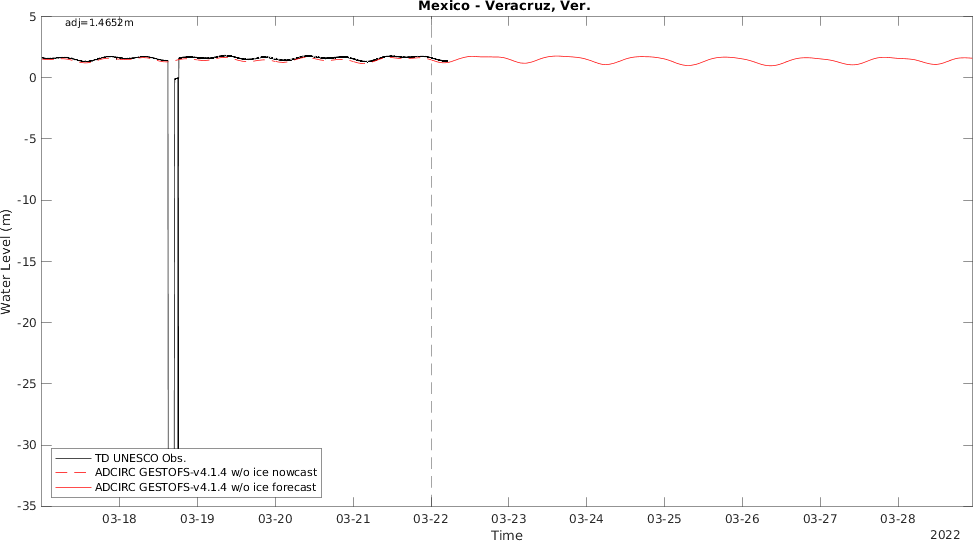 Mexico - Veracruz, Ver.
adj=1.4652m
5
0
-5
-10
-15
-20
-25
-30
-35
Water Level (m)
TD UNESCO Obs.
ADCIRC GESTOFS-v4.1.4 w/o ice nowcast
ADCIRC GESTOFS-v4.1.4 w/o ice forecast
03-18 03-19 03-20 03-21 03-22 03-23 03-24 03-25 03-26 03-27 03-28
Time
2022